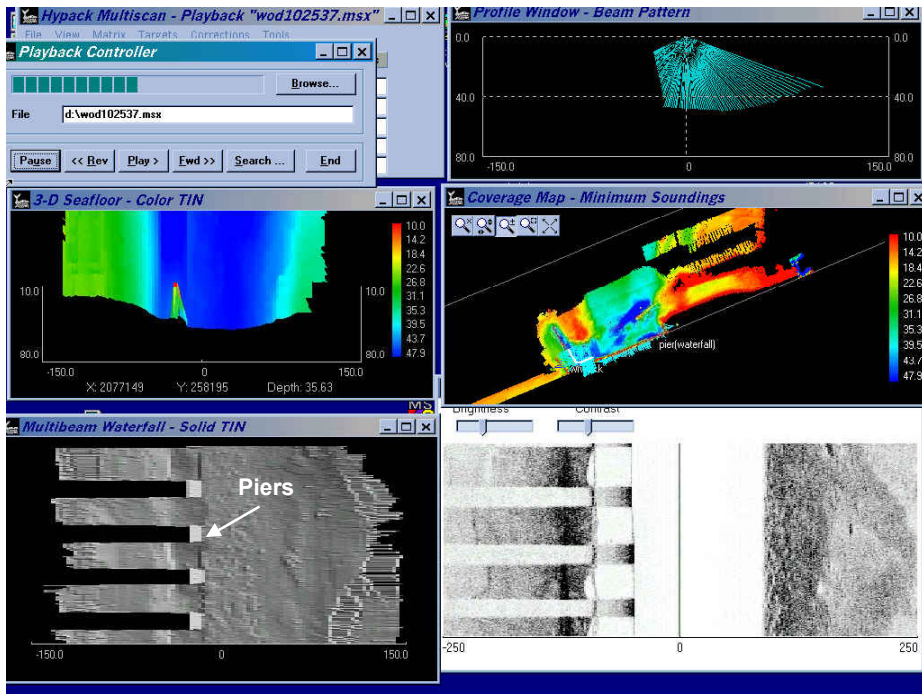 Hypack Multiscan - Playback "wod102537.msx"
File View Matrix Targets Corrections Tools
Playback Controller
Browse...
File d:\wod102537.msx
Pause << Rev Play > Fwd >> Search ... End
Profile Window - Beam Pattern
0.0 0.0
40.0 40.0
80.0 80.0
-150.0 0 150.0
3-D Seafloor - Color TIN
10.0
14.2
18.4
22.6
26.8
31.1
35.3
39.5
43.7
47.9
10.0 10.0
80.0 80.0
-150.0 0 150.0
X: 2077149 Y: 258195 Depth: 35.63
Coverage Map - Minimum Soundings
10.0
14.2
18.4
22.6
26.8
31.1
35.3
39.5
43.7
47.9
pier(waterfall)
MS
Multibeam Waterfall - Solid TIN
Piers
-150.0 0 150.0
Brightness Contrast
-250 0 250